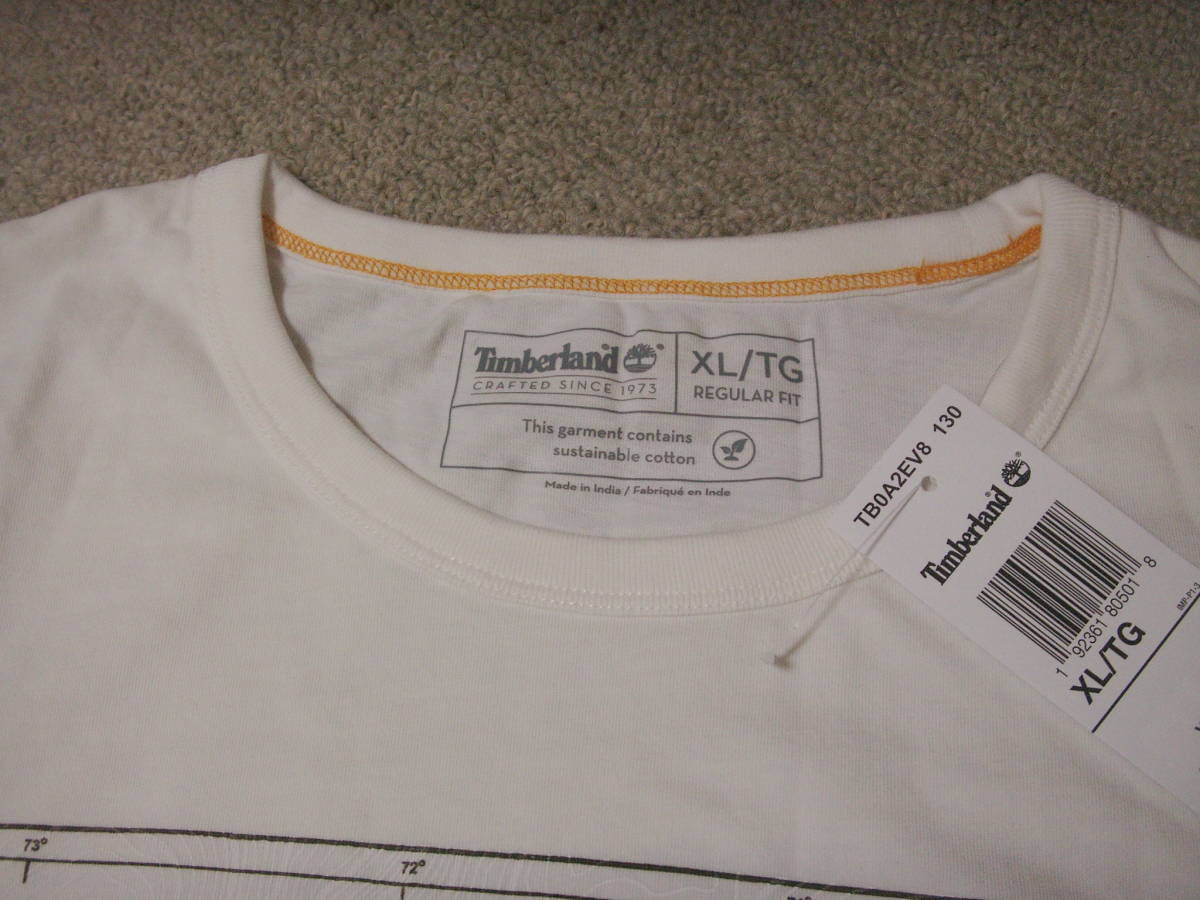 Timberland®
CRAFTED SINCE 1973
XL/TG
REGULAR FIT
This garment contains
sustainable cotton
Made in India / Fabriqué en Inde
TB0A2EV8 130
Timberland®
1 92361 80501 8
XL/TG
73°
72°